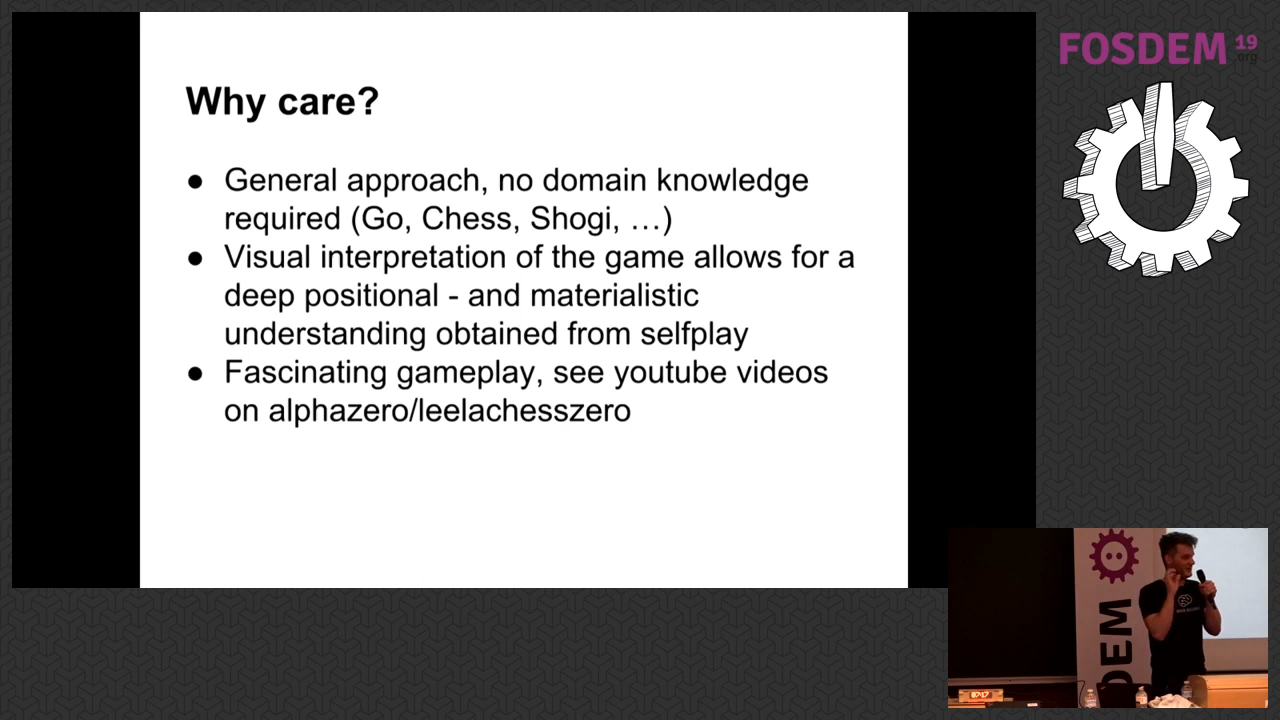 Why care?
● General approach, no domain knowledge
required (Go, Chess, Shogi, …)
● Visual interpretation of the game allows for a
deep positional - and materialistic
understanding obtained from selfplay
● Fascinating gameplay, see youtube videos
on alphazero/leelachesszero
FOSDEM 19
.org
DEM